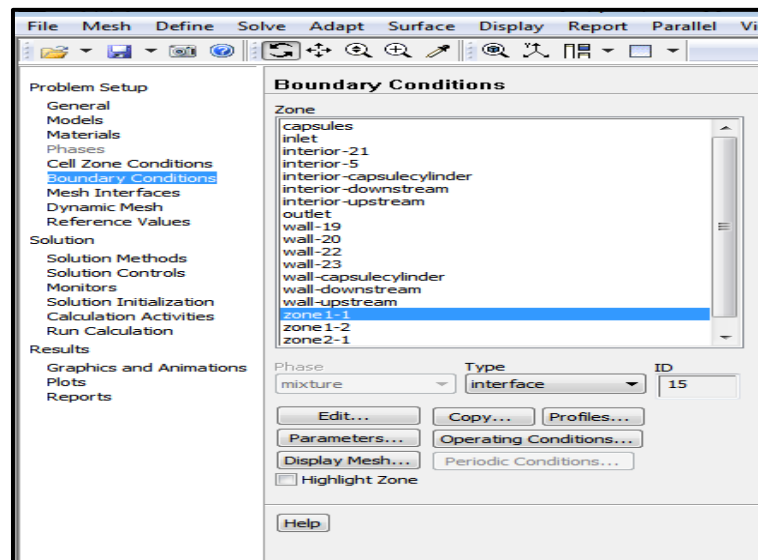 File Mesh Define Solve Adapt Surface Display Report Parallel Vi
Problem Setup
General
Models
Materials
Phases
Cell Zone Conditions
Boundary Conditions
Mesh Interfaces
Dynamic Mesh
Reference Values
Solution
Solution Methods
Solution Controls
Monitors
Solution Initialization
Calculation Activities
Run Calculation
Results
Graphics and Animations
Plots
Reports
Boundary Conditions
Zone
capsules
inlet
interior-21
interior-5
interior-capsulecylinder
interior-downstream
interior-upstream
outlet
wall-19
wall-20
wall-22
wall-23
wall-capsulecylinder
wall-downstream
wall-upstream
zone1-1
zone1-2
zone2-1
Phase Type ID
mixture interface 15
Edit... Copy... Profiles...
Parameters... Operating Conditions...
Display Mesh... Periodic Conditions...
Highlight Zone
Help